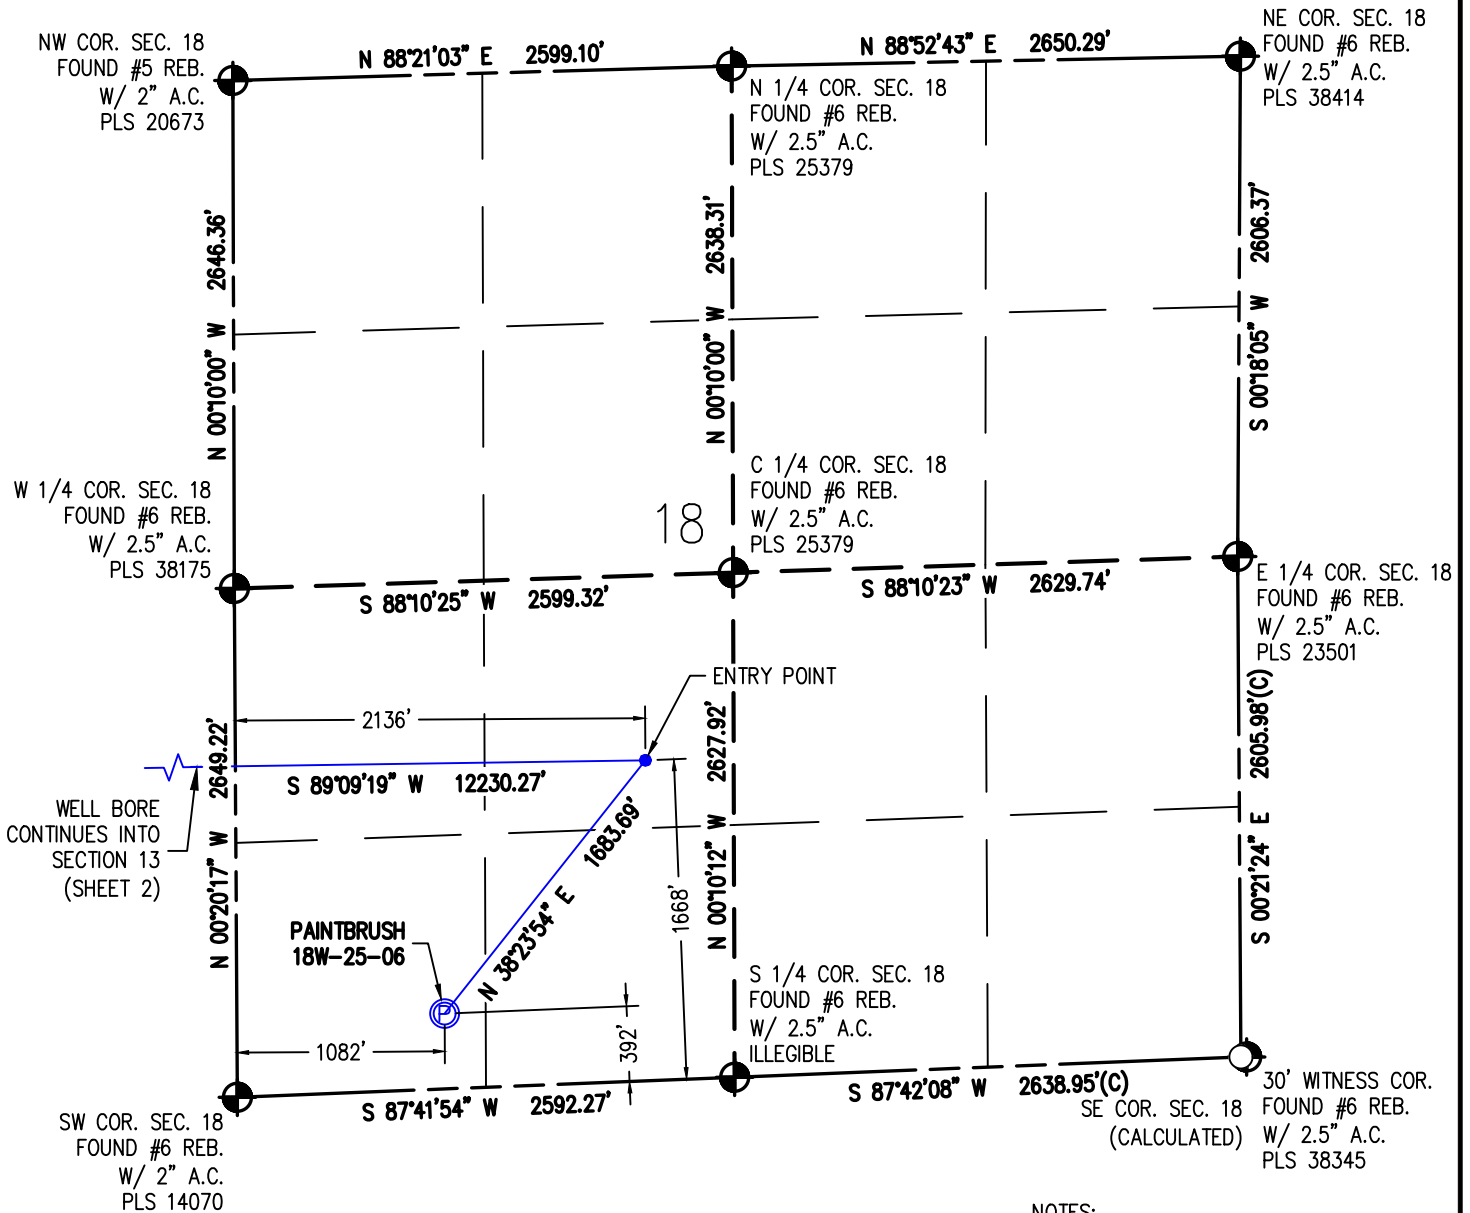 NW COR. SEC. 18
FOUND #5 REB.
W/ 2" A.C.
PLS 20673
N 88°21'03" E 2599.10'
N 88°52'43" E 2650.29'
NE COR. SEC. 18
FOUND #6 REB.
W/ 2.5" A.C.
PLS 38414
N 1/4 COR. SEC. 18
FOUND #6 REB.
W/ 2.5" A.C.
PLS 25379
N 00°10'00" W 2646.36'
N 00°10'00" W 2638.31'
S 00°18'05" W 2606.37'
W 1/4 COR. SEC. 18
FOUND #6 REB.
W/ 2.5" A.C.
PLS 38175
18
C 1/4 COR. SEC. 18
FOUND #6 REB.
W/ 2.5" A.C.
PLS 25379
S 88°10'25" W 2599.32'
S 88°10'23" W 2629.74'
E 1/4 COR. SEC. 18
FOUND #6 REB.
W/ 2.5" A.C.
PLS 23501
ENTRY POINT
2136'
S 89°09'19" W 12230.27'
WELL BORE
CONTINUES INTO
SECTION 13
(SHEET 2)
N 00°20'17" W 2649.22'
N 38°23'54" E 1683.69'
1668'
N 00°10'12" W 2627.92'
S 00°21'24" E 2605.98'(C)
PAINTBRUSH
18W-25-06
P
1082'
392'
S 1/4 COR. SEC. 18
FOUND #6 REB.
W/ 2.5" A.C.
ILLEGIBLE
S 87°41'54" W 2592.27'
S 87°42'08" W 2638.95'(C)
SW COR. SEC. 18
FOUND #6 REB.
W/ 2" A.C.
PLS 14070
SE COR. SEC. 18
(CALCULATED)
30' WITNESS COR.
FOUND #6 REB.
W/ 2.5" A.C.
PLS 38345
NOTES: